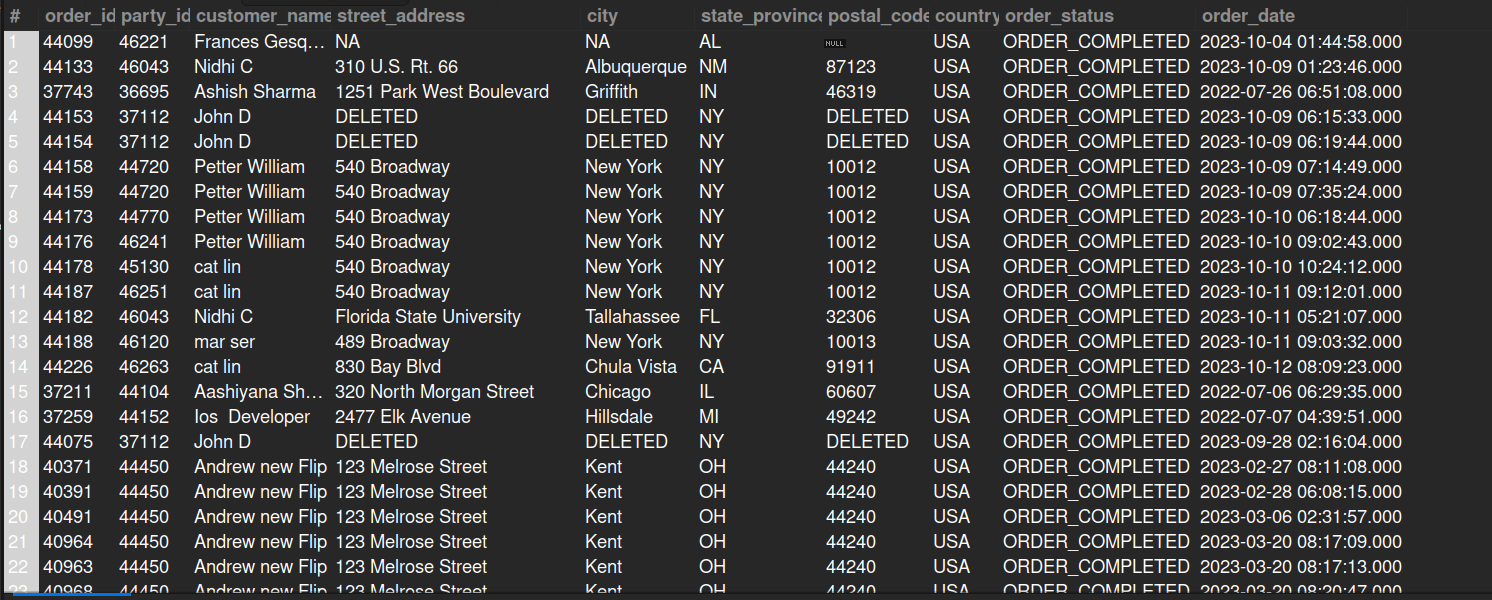 # order_id party_id customer_name street_address city state_province postal_code country order_status order_date
1 44099 46221 Frances Gesq... NA NA AL NULL USA ORDER_COMPLETED 2023-10-04 01:44:58.000
2 44133 46043 Nidhi C 310 U.S. Rt. 66 Albuquerque NM 87123 USA ORDER_COMPLETED 2023-10-09 01:23:46.000
3 37743 36695 Ashish Sharma 1251 Park West Boulevard Griffith IN 46319 USA ORDER_COMPLETED 2022-07-26 06:51:08.000
4 44153 37112 John D DELETED DELETED NY DELETED USA ORDER_COMPLETED 2023-10-09 06:15:33.000
5 44154 37112 John D DELETED DELETED NY DELETED USA ORDER_COMPLETED 2023-10-09 06:19:44.000
6 44158 44720 Petter William 540 Broadway New York NY 10012 USA ORDER_COMPLETED 2023-10-09 07:14:49.000
7 44159 44720 Petter William 540 Broadway New York NY 10012 USA ORDER_COMPLETED 2023-10-09 07:35:24.000
8 44173 44770 Petter William 540 Broadway New York NY 10012 USA ORDER_COMPLETED 2023-10-10 06:18:44.000
9 44176 46241 Petter William 540 Broadway New York NY 10012 USA ORDER_COMPLETED 2023-10-10 09:02:43.000
10 44178 45130 cat lin 540 Broadway New York NY 10012 USA ORDER_COMPLETED 2023-10-10 10:24:12.000
11 44187 46251 cat lin 540 Broadway New York NY 10012 USA ORDER_COMPLETED 2023-10-11 09:12:01.000
12 44182 46043 Nidhi C Florida State University Tallahassee FL 32306 USA ORDER_COMPLETED 2023-10-11 05:21:07.000
13 44188 46120 mar ser 489 Broadway New York NY 10013 USA ORDER_COMPLETED 2023-10-11 09:03:32.000
14 44226 46263 cat lin 830 Bay Blvd Chula Vista CA 91911 USA ORDER_COMPLETED 2023-10-12 08:09:23.000
15 37211 44104 Aashiyana Sh... 320 North Morgan Street Chicago IL 60607 USA ORDER_COMPLETED 2022-07-06 06:29:35.000
16 37259 44152 Ios Developer 2477 Elk Avenue Hillsdale MI 49242 USA ORDER_COMPLETED 2022-07-07 04:39:51.000
17 44075 37112 John D DELETED DELETED NY DELETED USA ORDER_COMPLETED 2023-09-28 02:16:04.000
18 40371 44450 Andrew new Flip 123 Melrose Street Kent OH 44240 USA ORDER_COMPLETED 2023-02-27 08:11:08.000
19 40391 44450 Andrew new Flip 123 Melrose Street Kent OH 44240 USA ORDER_COMPLETED 2023-02-28 06:08:15.000
20 40491 44450 Andrew new Flip 123 Melrose Street Kent OH 44240 USA ORDER_COMPLETED 2023-03-06 02:31:57.000
21 40964 44450 Andrew new Flip 123 Melrose Street Kent OH 44240 USA ORDER_COMPLETED 2023-03-20 08:17:09.000
22 40963 44450 Andrew new Flip 123 Melrose Street Kent OH 44240 USA ORDER_COMPLETED 2023-03-20 08:17:13.000
23 40968 44450 Andrew new Flip 123 Melrose Street Kent OH 44240 USA ORDER_COMPLETED 2023-03-20 08:20:47.000